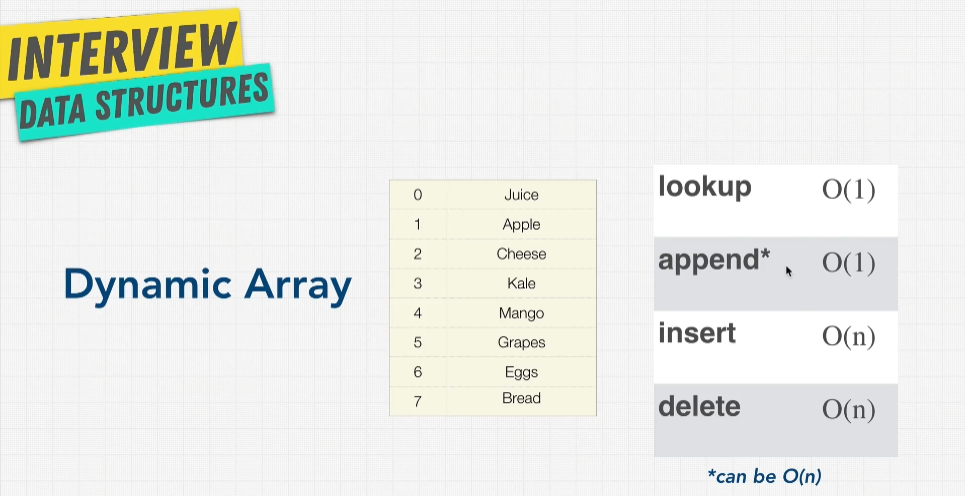 INTERVIEW
DATA STRUCTURES
Dynamic Array
0 Juice
1 Apple
2 Cheese
3 Kale
4 Mango
5 Grapes
6 Eggs
7 Bread
lookup O(1)
append* O(1)
insert O(n)
delete O(n)
*can be O(n)